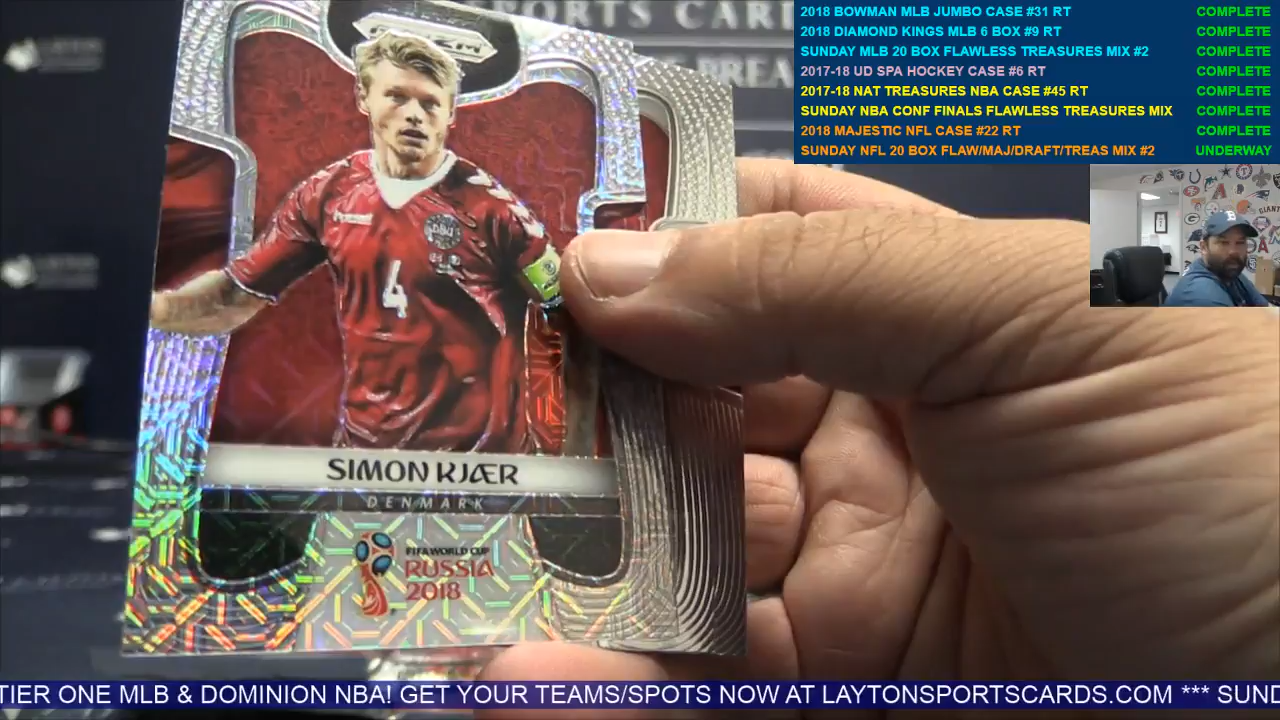 2018 BOWMAN MLB JUMBO CASE #31 RT COMPLETE
2018 DIAMOND KINGS MLB 6 BOX #9 RT COMPLETE
SUNDAY MLB 20 BOX FLAWLESS TREASURES MIX #2 COMPLETE
2017-18 UD SPA HOCKEY CASE #6 RT COMPLETE
2017-18 NAT TREASURES NBA CASE #45 RT COMPLETE
SUNDAY NBA CONF FINALS FLAWLESS TREASURES MIX COMPLETE
2018 MAJESTIC NFL CASE #22 RT COMPLETE
SUNDAY NFL 20 BOX FLAW/MAJ/DRAFT/TREAS MIX #2 UNDERWAY
PRIZM
4
SIMON KJÆR
DENMARK
FIFA WORLD CUP
RUSSIA
2018
TIER ONE MLB & DOMINION NBA! GET YOUR TEAMS/SPOTS NOW AT LAYTONSPORTSCARDS.COM *** SUND